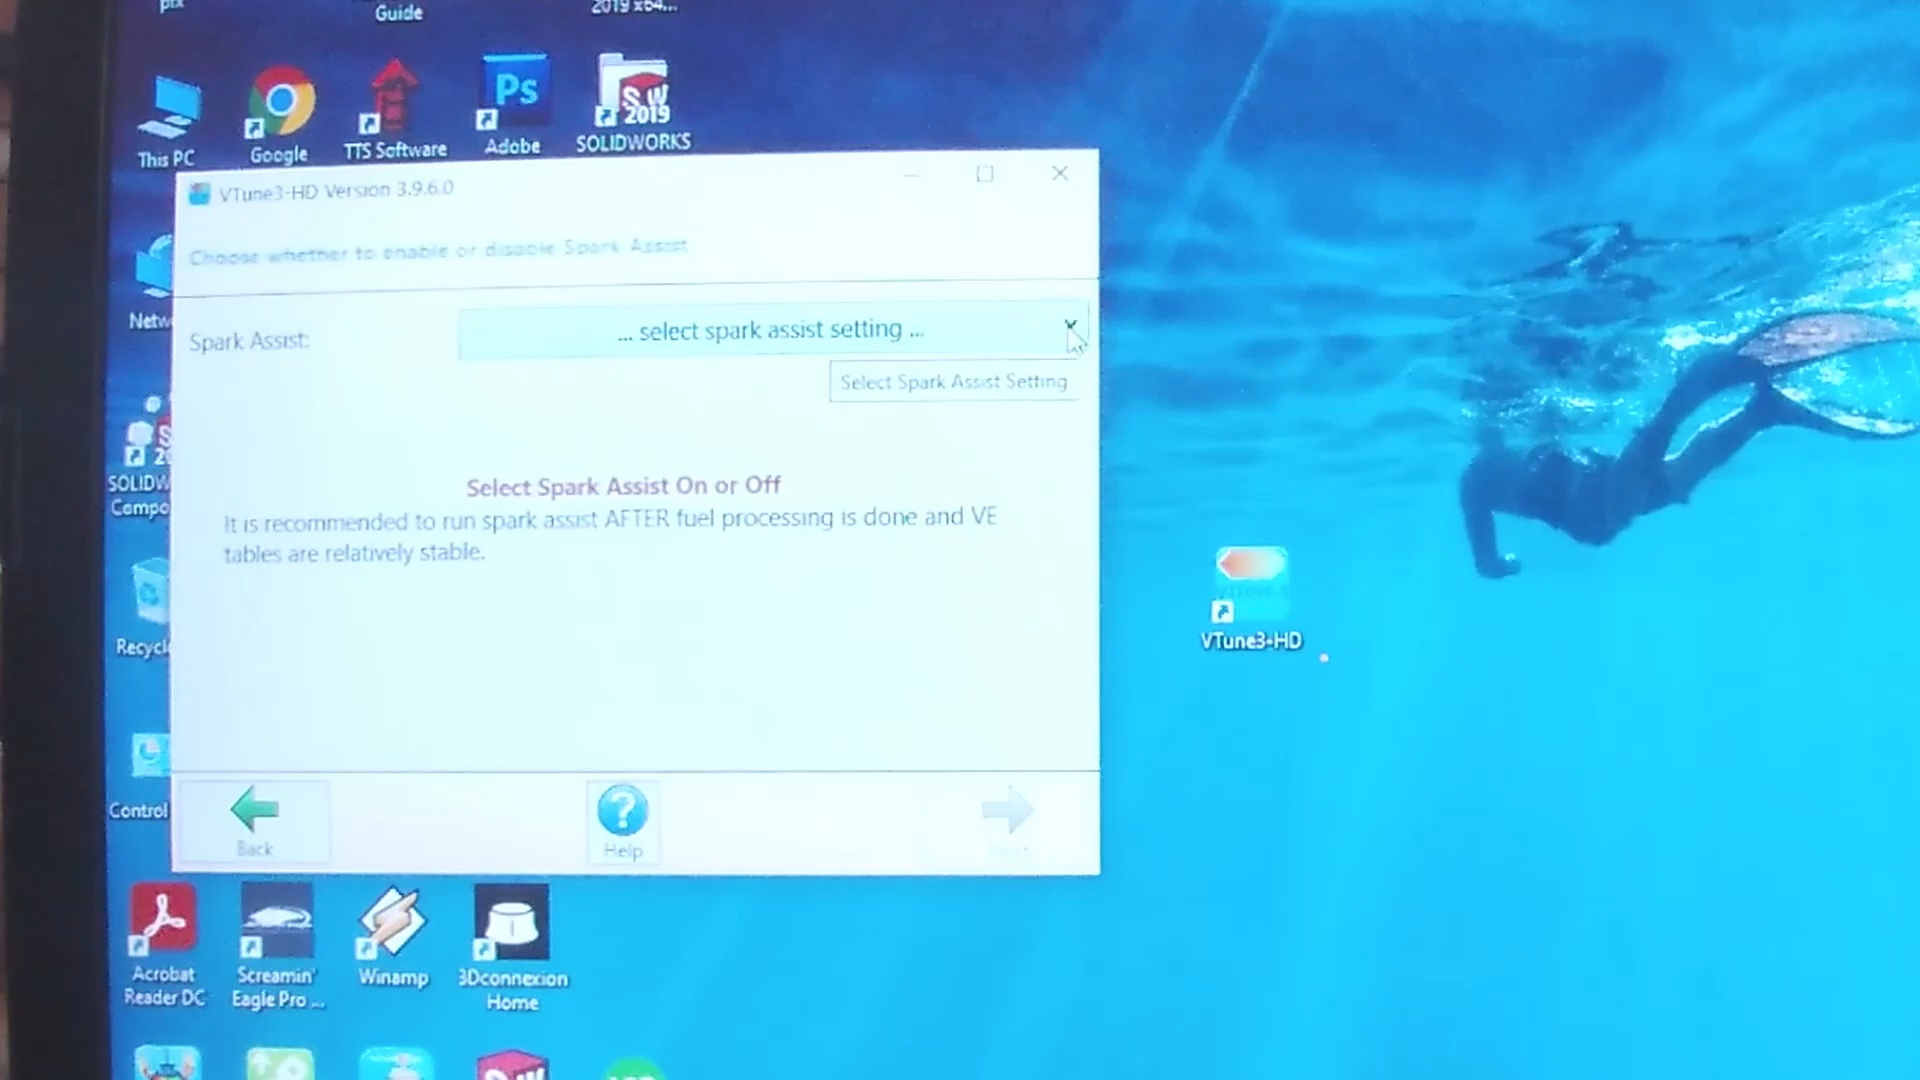 pix
Guide
2019 x64...
Ps
SW
2019
This PC
Google
TTS Software
Adobe
SOLIDWORKS
VTune3-HD Version 3.9.6.0
Choose whether to enable or disable Spark Assist
Netw
Spark Assist:
... select spark assist setting ...
Select Spark Assist Setting
S
20
SOLIDW
Compo
Select Spark Assist On or Off
It is recommended to run spark assist AFTER fuel processing is done and VE
tables are relatively stable.
VTune3-HD
Recycl
Control
Back
?
Help
Next
Acrobat
Reader DC
Screamin'
Eagle Pro ...
Winamp
3Dconnexion
Home